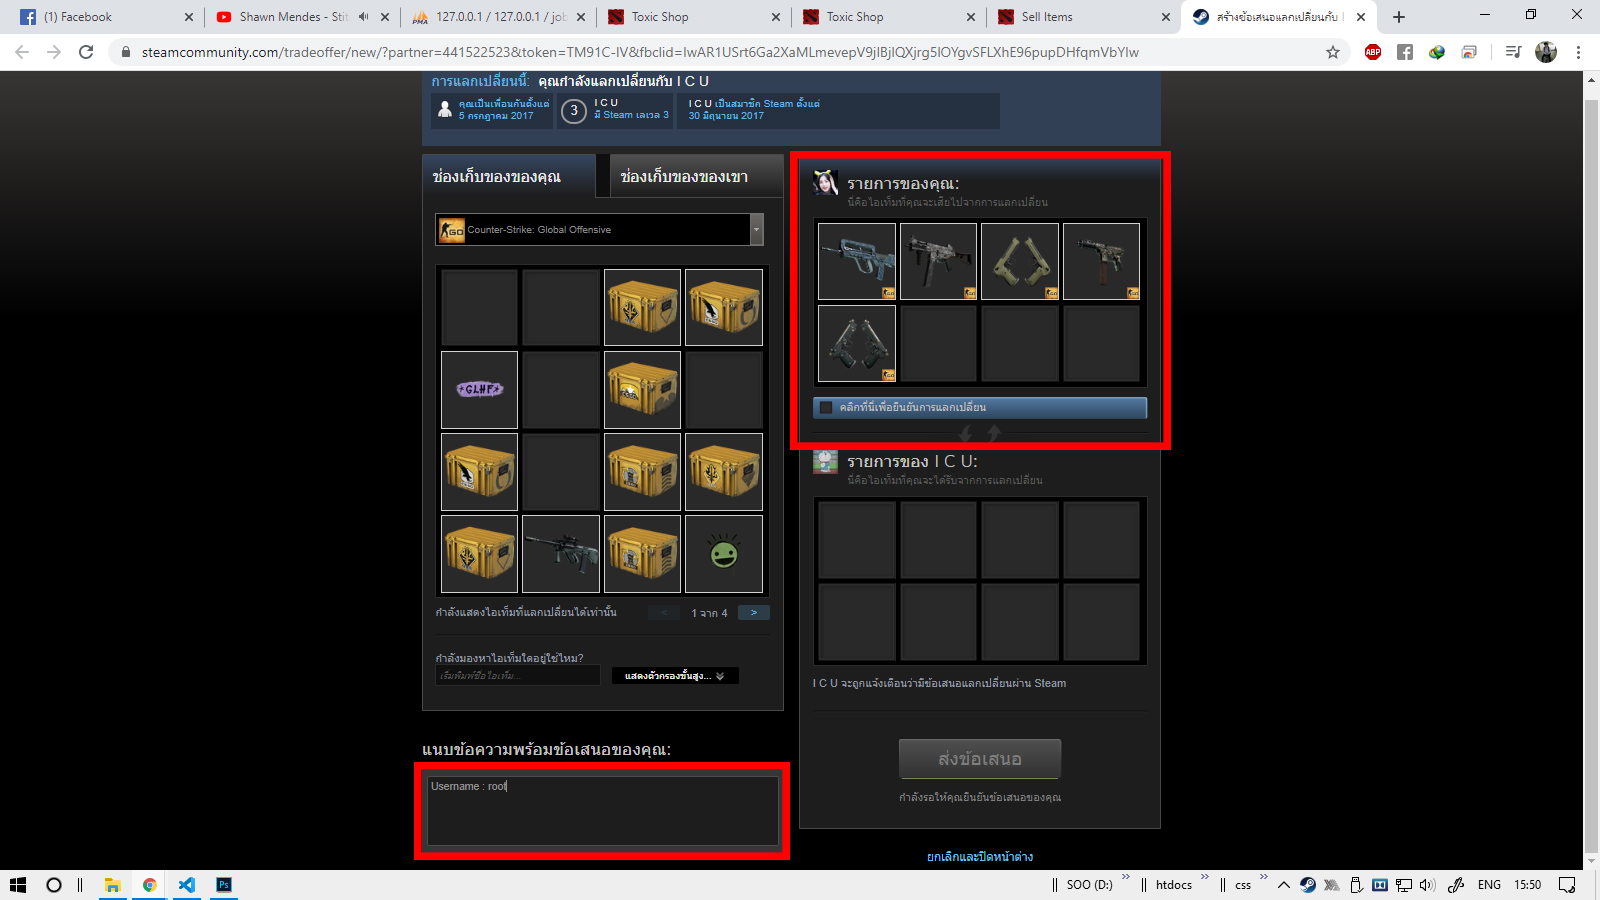 (1) Facebook
Shawn Mendes - Stit
127.0.0.1 / 127.0.0.1 / job
Toxic Shop
Toxic Shop
Sell Items
สร้างข้อเสนอแลกเปลี่ยนกับ I
steamcommunity.com/tradeoffer/new/?partner=441522523&token=TM91C-IV&fbclid=IwAR1USrt6Ga2XaMLmevepV9jIBjIQXjrg5IOYgvSFLXhE96pupDHfqmVbYIw
การแลกเปลี่ยนนี้: คุณกำลังแลกเปลี่ยนกับ I C U
คุณเป็นเพื่อนกันตั้งแต่
5 กรกฎาคม 2017
3
I C U
มี Steam เลเวล 3
I C U เป็นสมาชิก Steam ตั้งแต่
30 มิถุนายน 2017
ช่องเก็บของของคุณ
ช่องเก็บของของเขา
Counter-Strike: Global Offensive
GLHF
กำลังแสดงไอเท็มที่แลกเปลี่ยนได้เท่านั้น
< 1 จาก 4 >
กำลังมองหาไอเท็มใดอยู่ใช่ไหม?
เริ่มพิมพ์ชื่อไอเท็ม...
แสดงตัวกรองขั้นสูง...
แนบข้อความพร้อมข้อเสนอของคุณ:
Username : root
รายการของคุณ:
นี่คือไอเท็มที่คุณจะเสียไปจากการแลกเปลี่ยน
คลิกที่นี่เพื่อยืนยันการแลกเปลี่ยน
รายการของ I C U:
นี่คือไอเท็มที่คุณจะได้รับจากการแลกเปลี่ยน
I C U จะถูกแจ้งเตือนว่ามีข้อเสนอแลกเปลี่ยนผ่าน Steam
ส่งข้อเสนอ
กำลังรอให้คุณยืนยันข้อเสนอของคุณ
ยกเลิกและปิดหน้าต่าง
SOO (D:)
htdocs
css
ENG
15:50